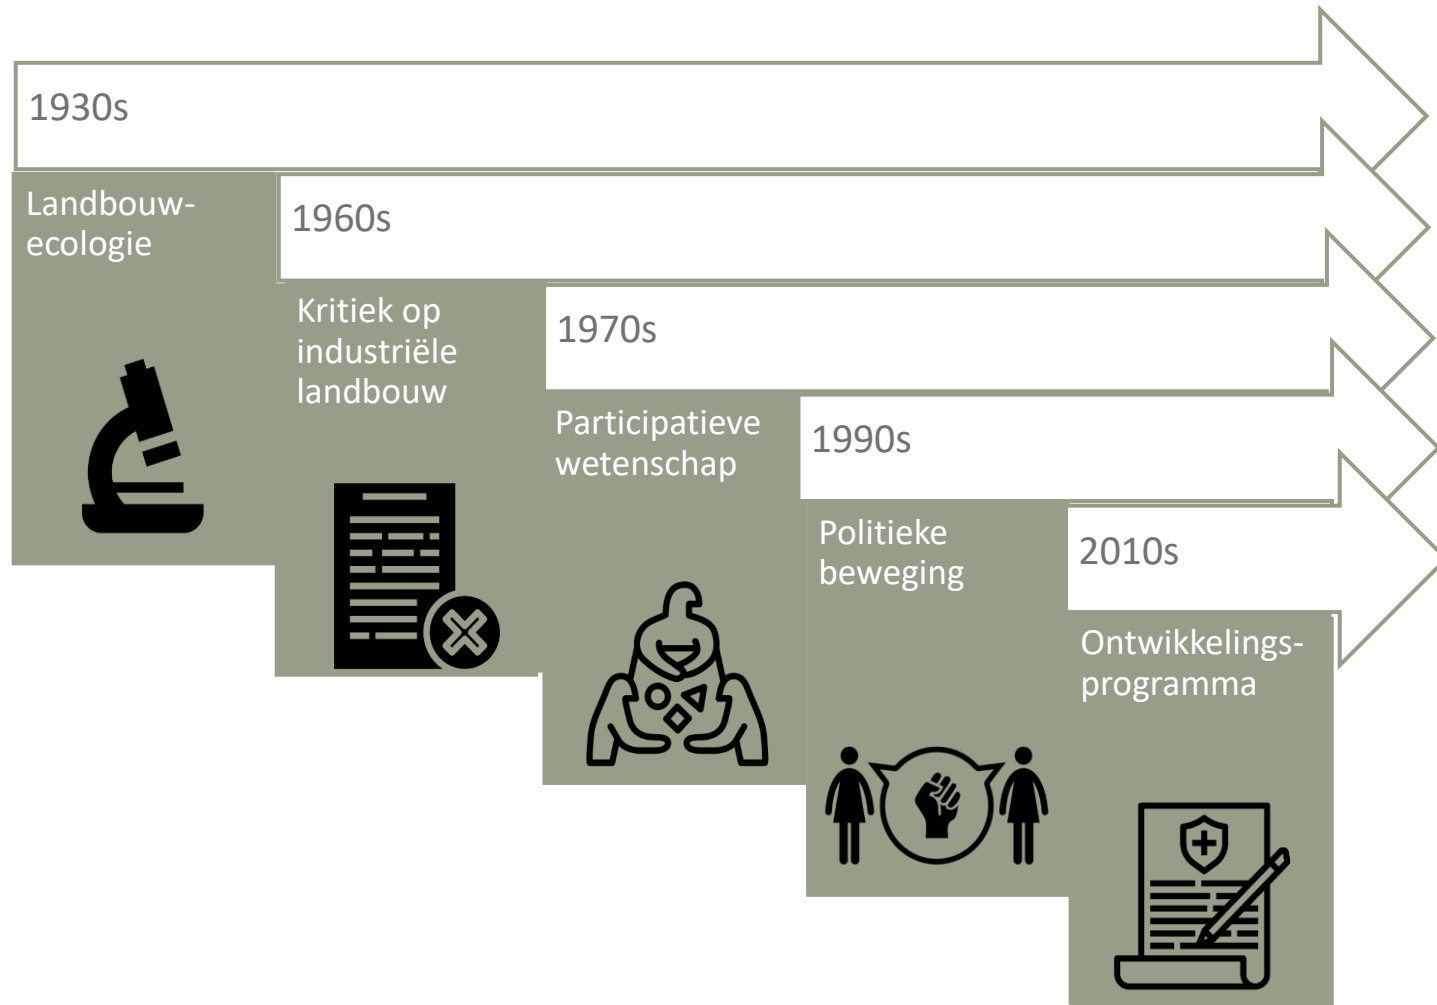 1930s
Landbouw-
ecologie
1960s
Kritiek op
industriële
landbouw
1970s
Participatieve
wetenschap
1990s
Politieke
beweging
2010s
Ontwikkelings-
programma